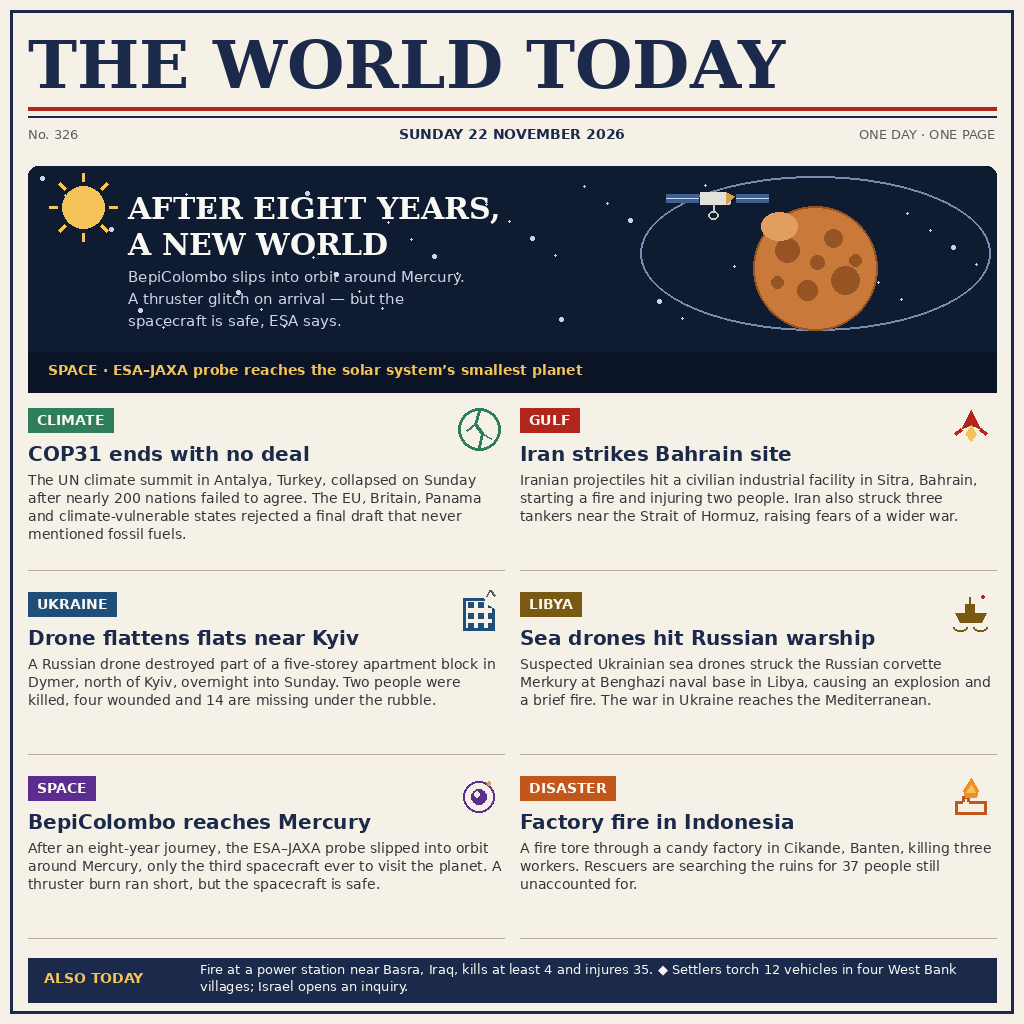 THE WORLD TODAY
No. 326
SUNDAY 22 NOVEMBER 2026
ONE DAY · ONE PAGE
AFTER EIGHT YEARS,
A NEW WORLD
BepiColombo slips into orbit around Mercury.
A thruster glitch on arrival — but the
spacecraft is safe, ESA says.
SPACE · ESA–JAXA probe reaches the solar system’s smallest planet
CLIMATE
COP31 ends with no deal
The UN climate summit in Antalya, Turkey, collapsed on Sunday
after nearly 200 nations failed to agree. The EU, Britain, Panama
and climate-vulnerable states rejected a final draft that never
mentioned fossil fuels.
GULF
Iran strikes Bahrain site
Iranian projectiles hit a civilian industrial facility in Sitra, Bahrain,
starting a fire and injuring two people. Iran also struck three
tankers near the Strait of Hormuz, raising fears of a wider war.
UKRAINE
Drone flattens flats near Kyiv
A Russian drone destroyed part of a five-storey apartment block in
Dymer, north of Kyiv, overnight into Sunday. Two people were
killed, four wounded and 14 are missing under the rubble.
LIBYA
Sea drones hit Russian warship
Suspected Ukrainian sea drones struck the Russian corvette
Merkury at Benghazi naval base in Libya, causing an explosion and
a brief fire. The war in Ukraine reaches the Mediterranean.
SPACE
BepiColombo reaches Mercury
After an eight-year journey, the ESA–JAXA probe slipped into orbit
around Mercury, only the third spacecraft ever to visit the planet. A
thruster burn ran short, but the spacecraft is safe.
DISASTER
Factory fire in Indonesia
A fire tore through a candy factory in Cikande, Banten, killing three
workers. Rescuers are searching the ruins for 37 people still
unaccounted for.
ALSO TODAY
Fire at a power station near Basra, Iraq, kills at least 4 and injures 35. ◆ Settlers torch 12 vehicles in four West Bank
villages; Israel opens an inquiry.